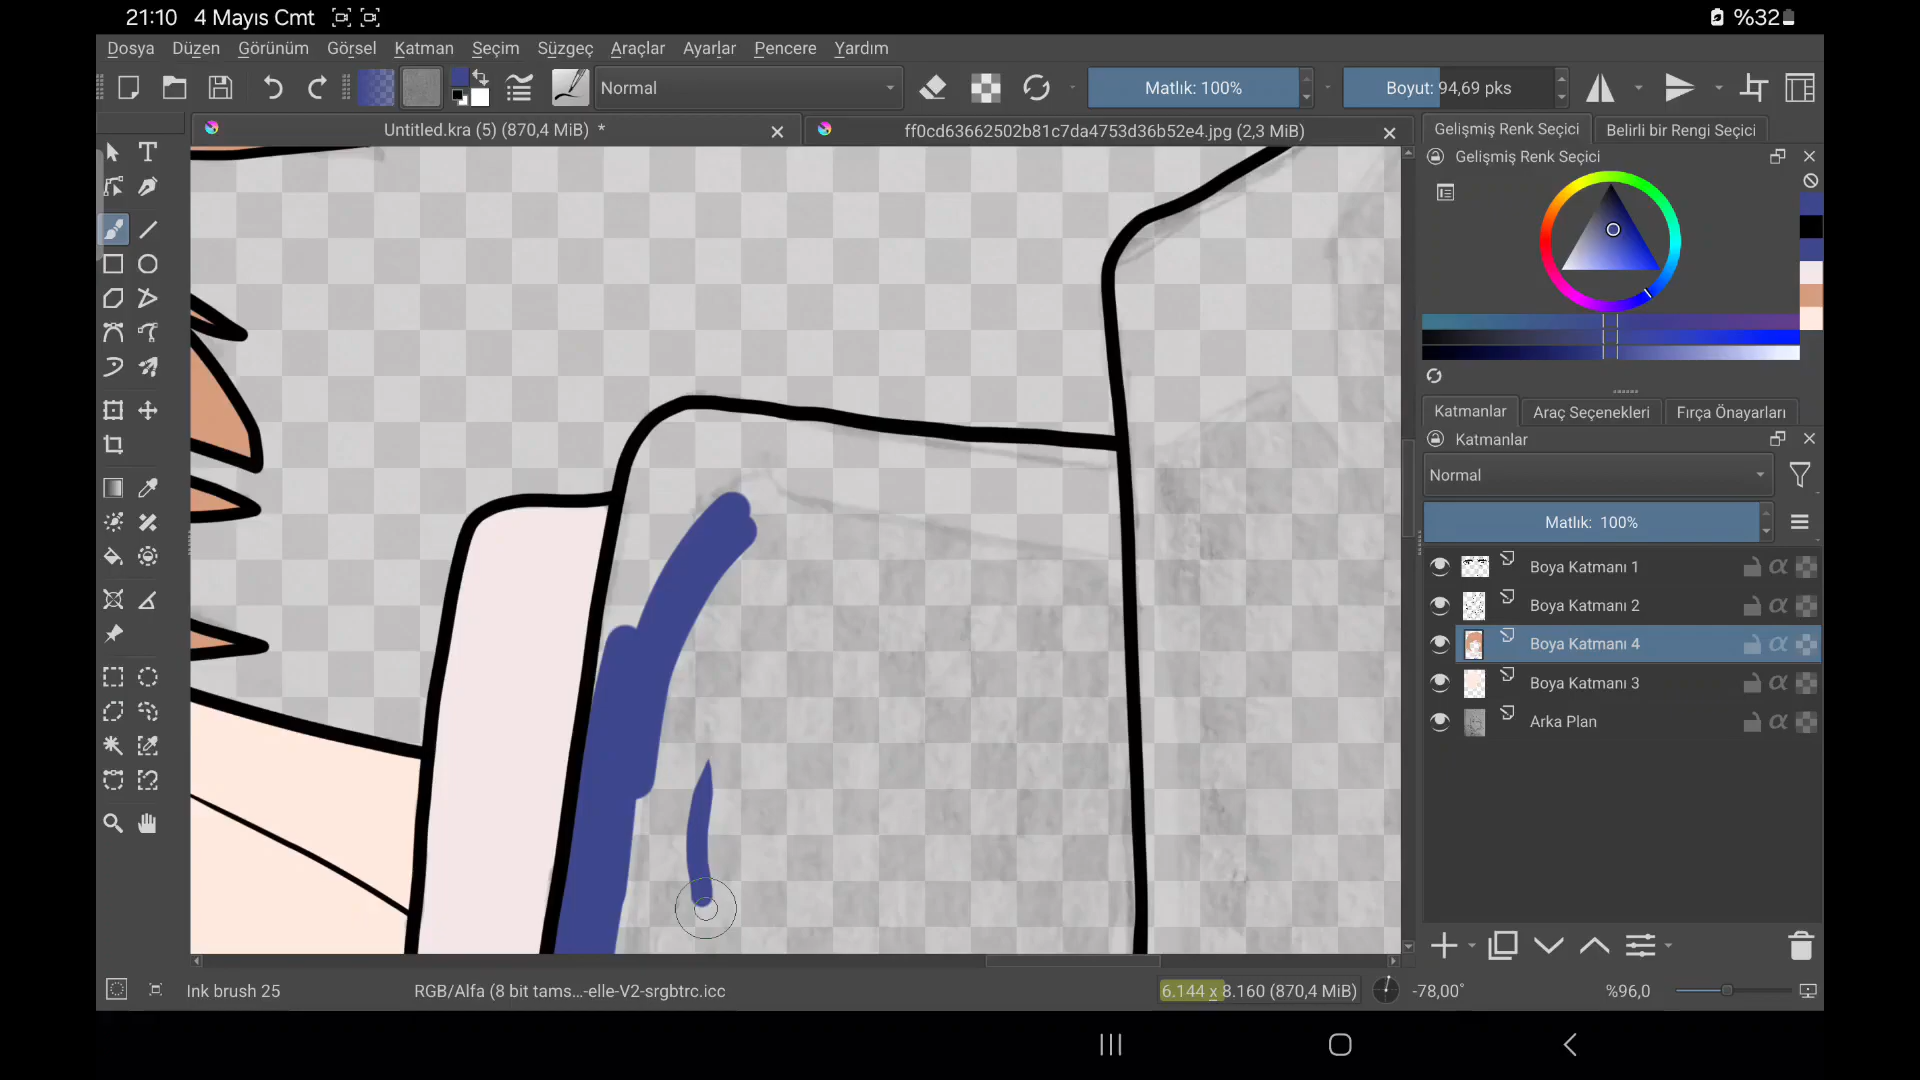 21:10 4 Mayıs Cmt %32
Dosya Düzen Görünüm Görsel Katman Seçim Süzgeç Araçlar Ayarlar Pencere Yardım
Normal Matlık: 100% Boyut: 94,69 pks
Untitled.kra (5) (870,4 MiB) * ff0cd63662502b81c7da4753d36b52e4.jpg (2,3 MiB)
Gelişmiş Renk Seçici Belirli bir Rengi Seçici
Gelişmiş Renk Seçici
Katmanlar Araç Seçenekleri Fırça Önayarları
Katmanlar
Normal
Matlık: 100%
Boya Katmanı 1
Boya Katmanı 2
Boya Katmanı 4
Boya Katmanı 3
Arka Plan
Ink brush 25 RGB/Alfa (8 bit tams...-elle-V2-srgbtrc.icc 6.144 x 8.160 (870,4 MiB) -78,00° %96,0